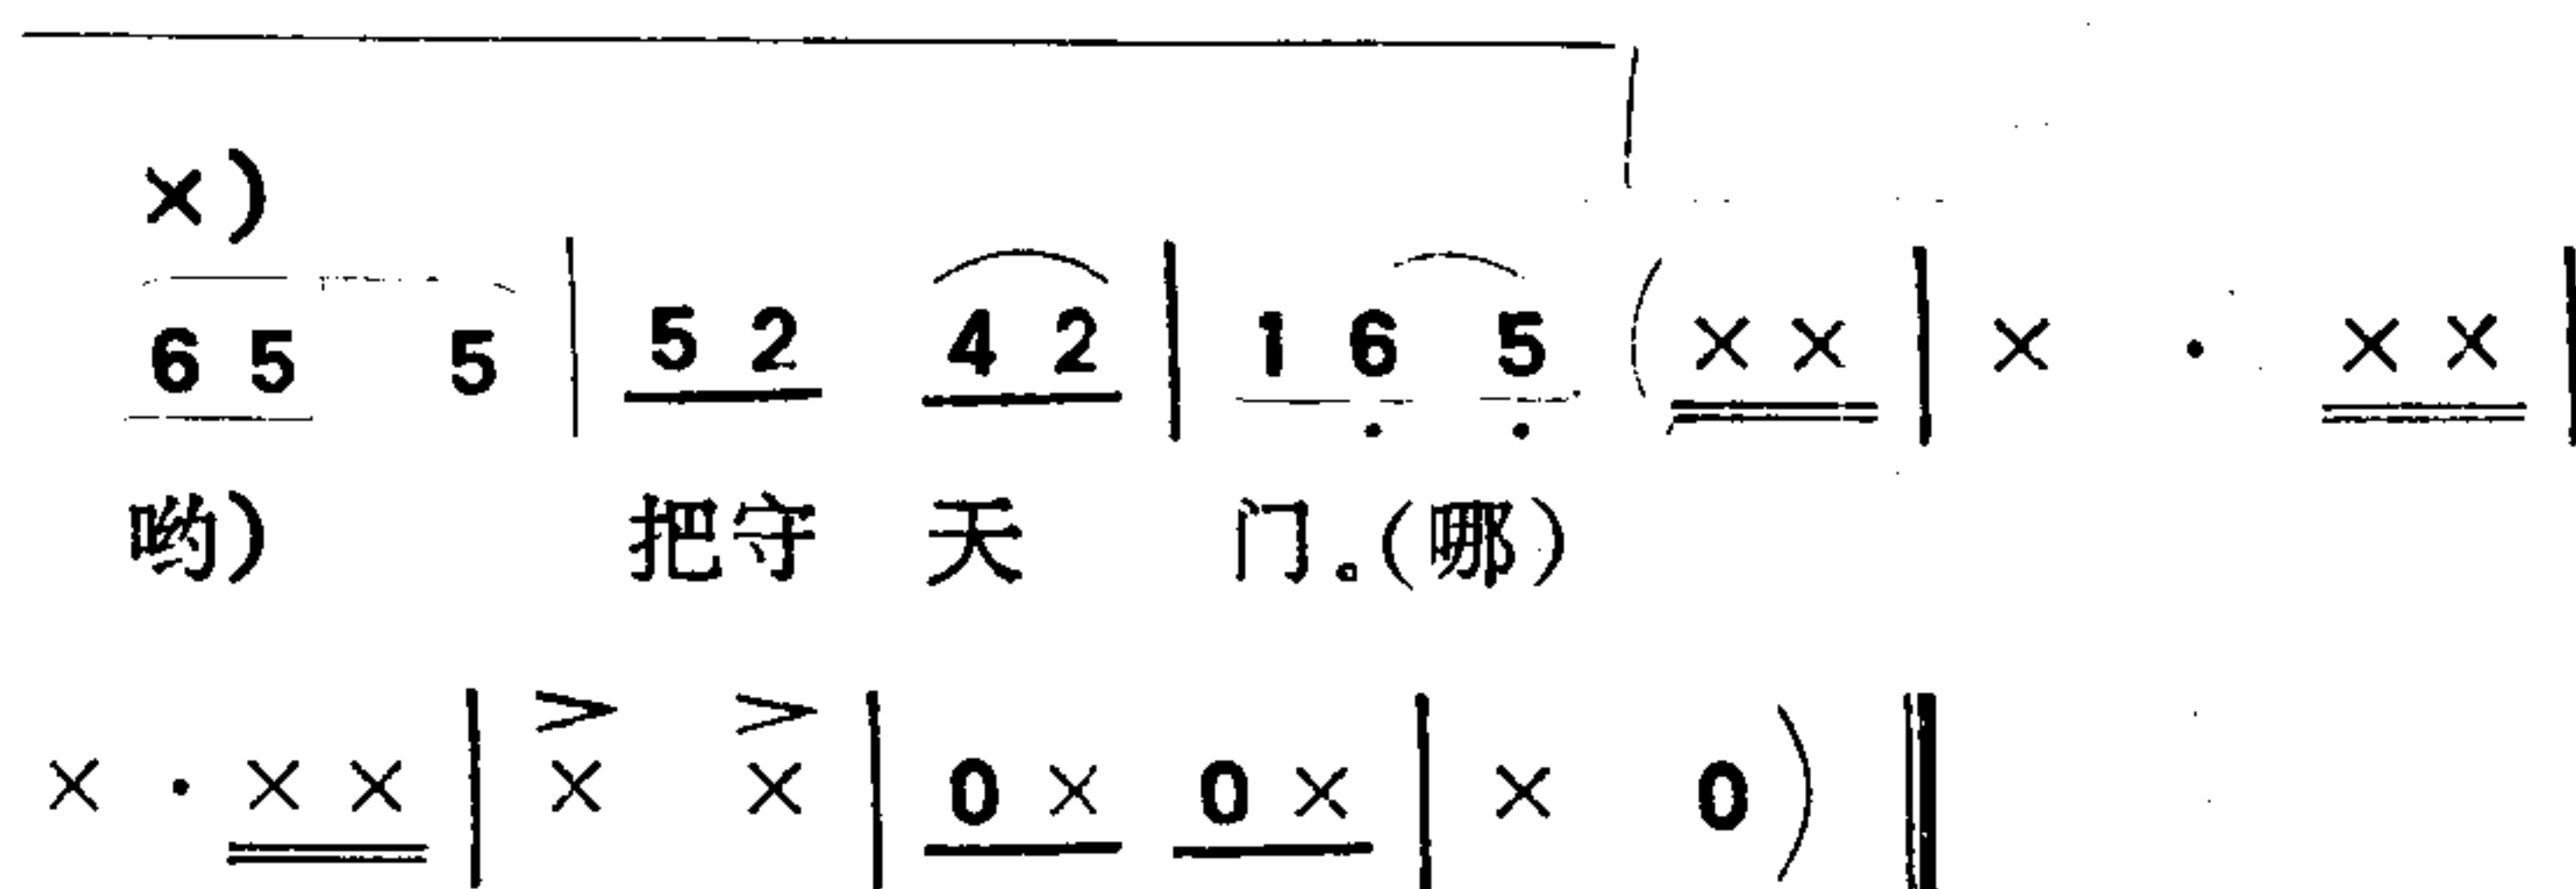 ×)
6 5 5 | 5 2 4 2 | 1 6 5 (× × | × · × × |
哟) 把守 天 门。(哪)
× · × × | × × | 0 × 0 × | × 0) ‖